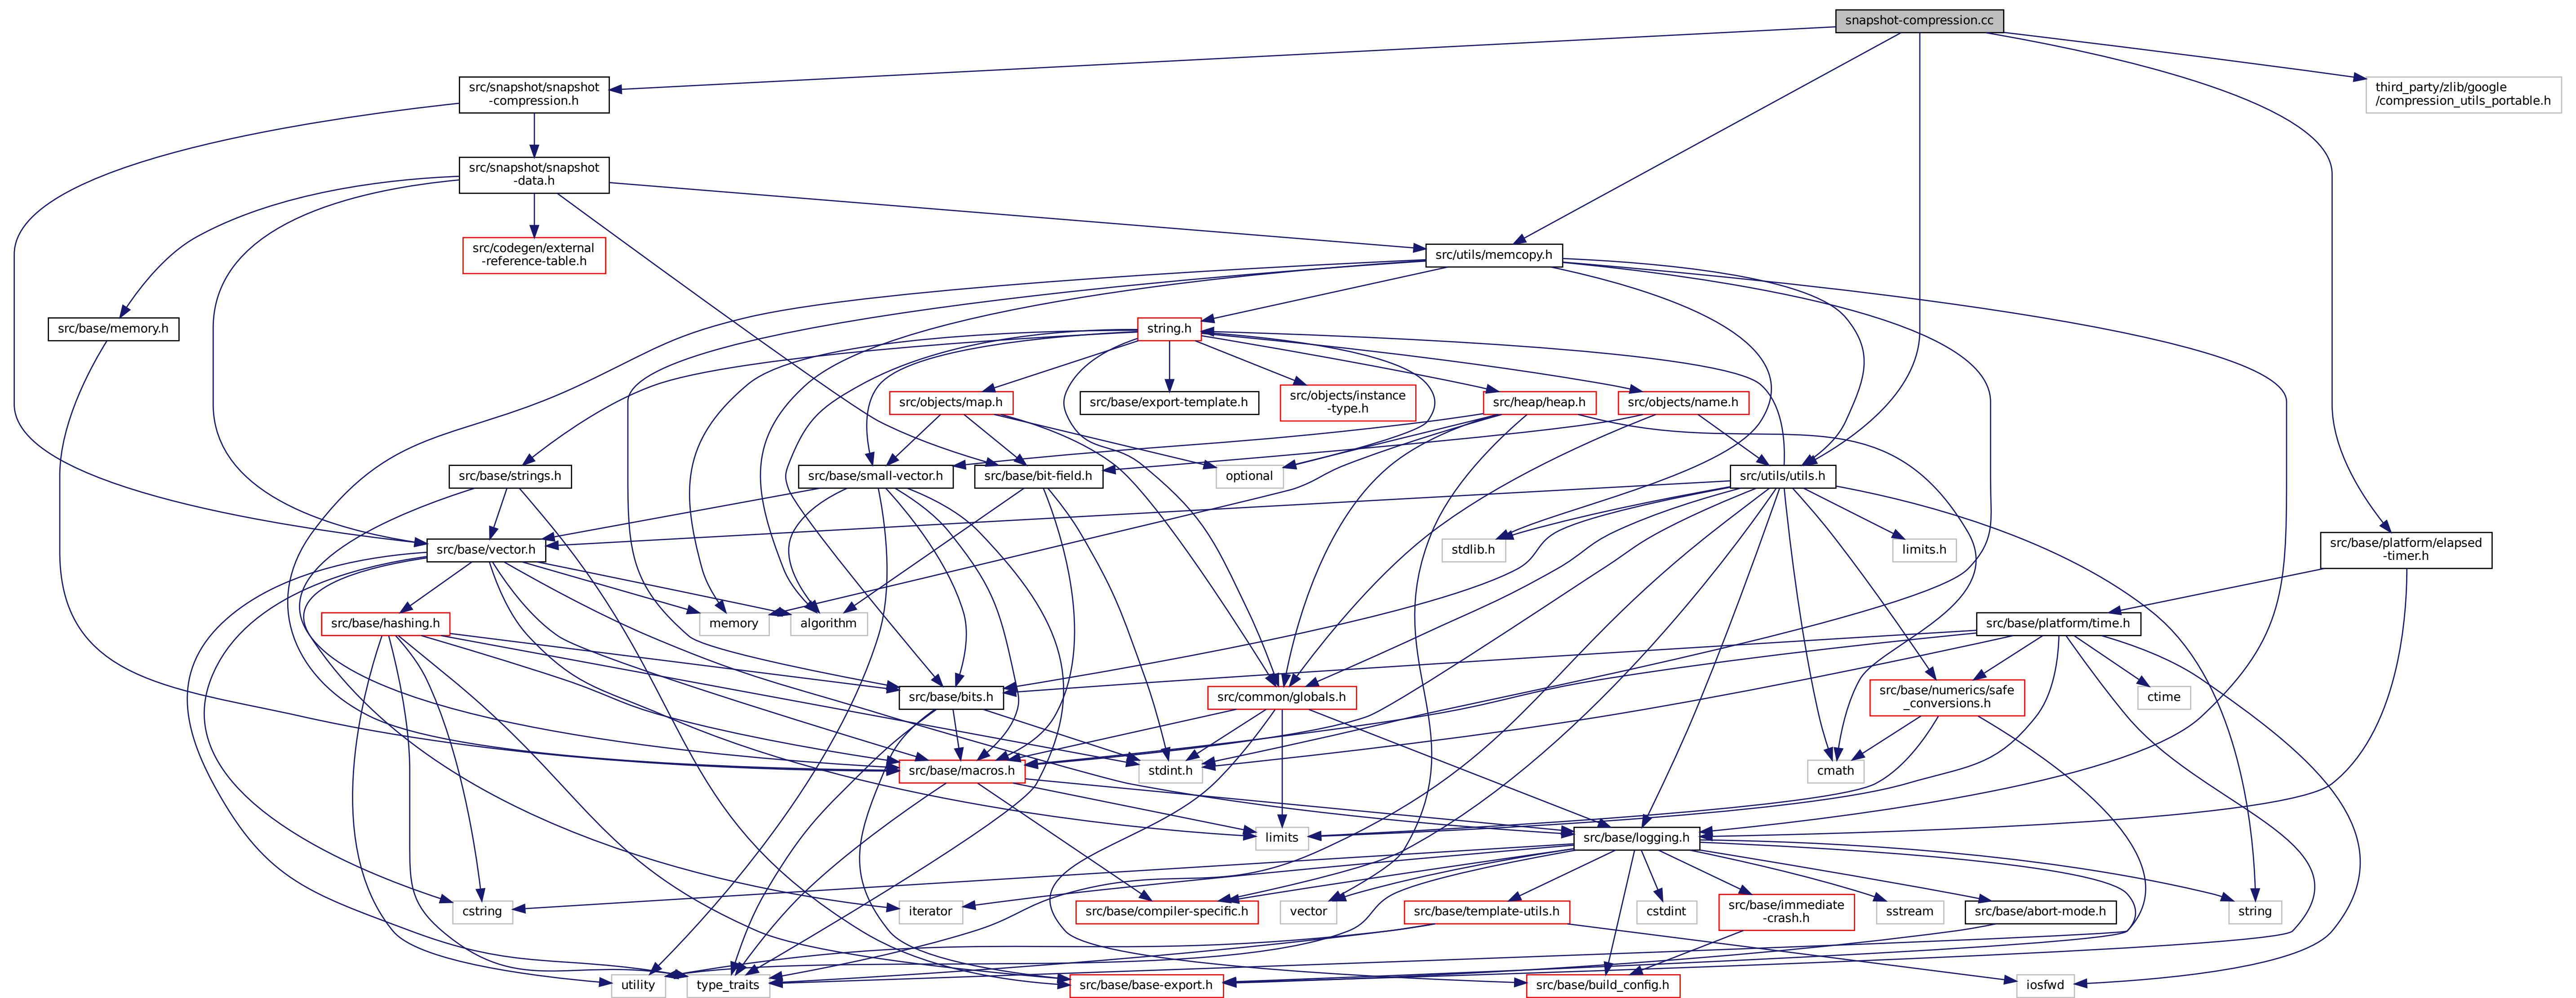 snapshot-compression.cc
src/snapshot/snapshot
-compression.h
third_party/zlib/google
/compression_utils_portable.h
src/snapshot/snapshot
-data.h
src/codegen/external
-reference-table.h
src/utils/memcopy.h
src/base/memory.h
string.h
src/objects/map.h
src/base/export-template.h
src/objects/instance
-type.h
src/heap/heap.h
src/objects/name.h
src/base/strings.h
src/base/small-vector.h
src/base/bit-field.h
optional
src/utils/utils.h
src/base/vector.h
stdlib.h
limits.h
src/base/platform/elapsed
-timer.h
src/base/hashing.h
memory
algorithm
src/base/platform/time.h
src/base/bits.h
src/common/globals.h
src/base/numerics/safe
_conversions.h
ctime
src/base/macros.h
stdint.h
cmath
limits
src/base/logging.h
cstring
iterator
src/base/compiler-specific.h
vector
src/base/template-utils.h
cstdint
src/base/immediate
-crash.h
sstream
src/base/abort-mode.h
string
utility
type_traits
src/base/base-export.h
src/base/build_config.h
iosfwd